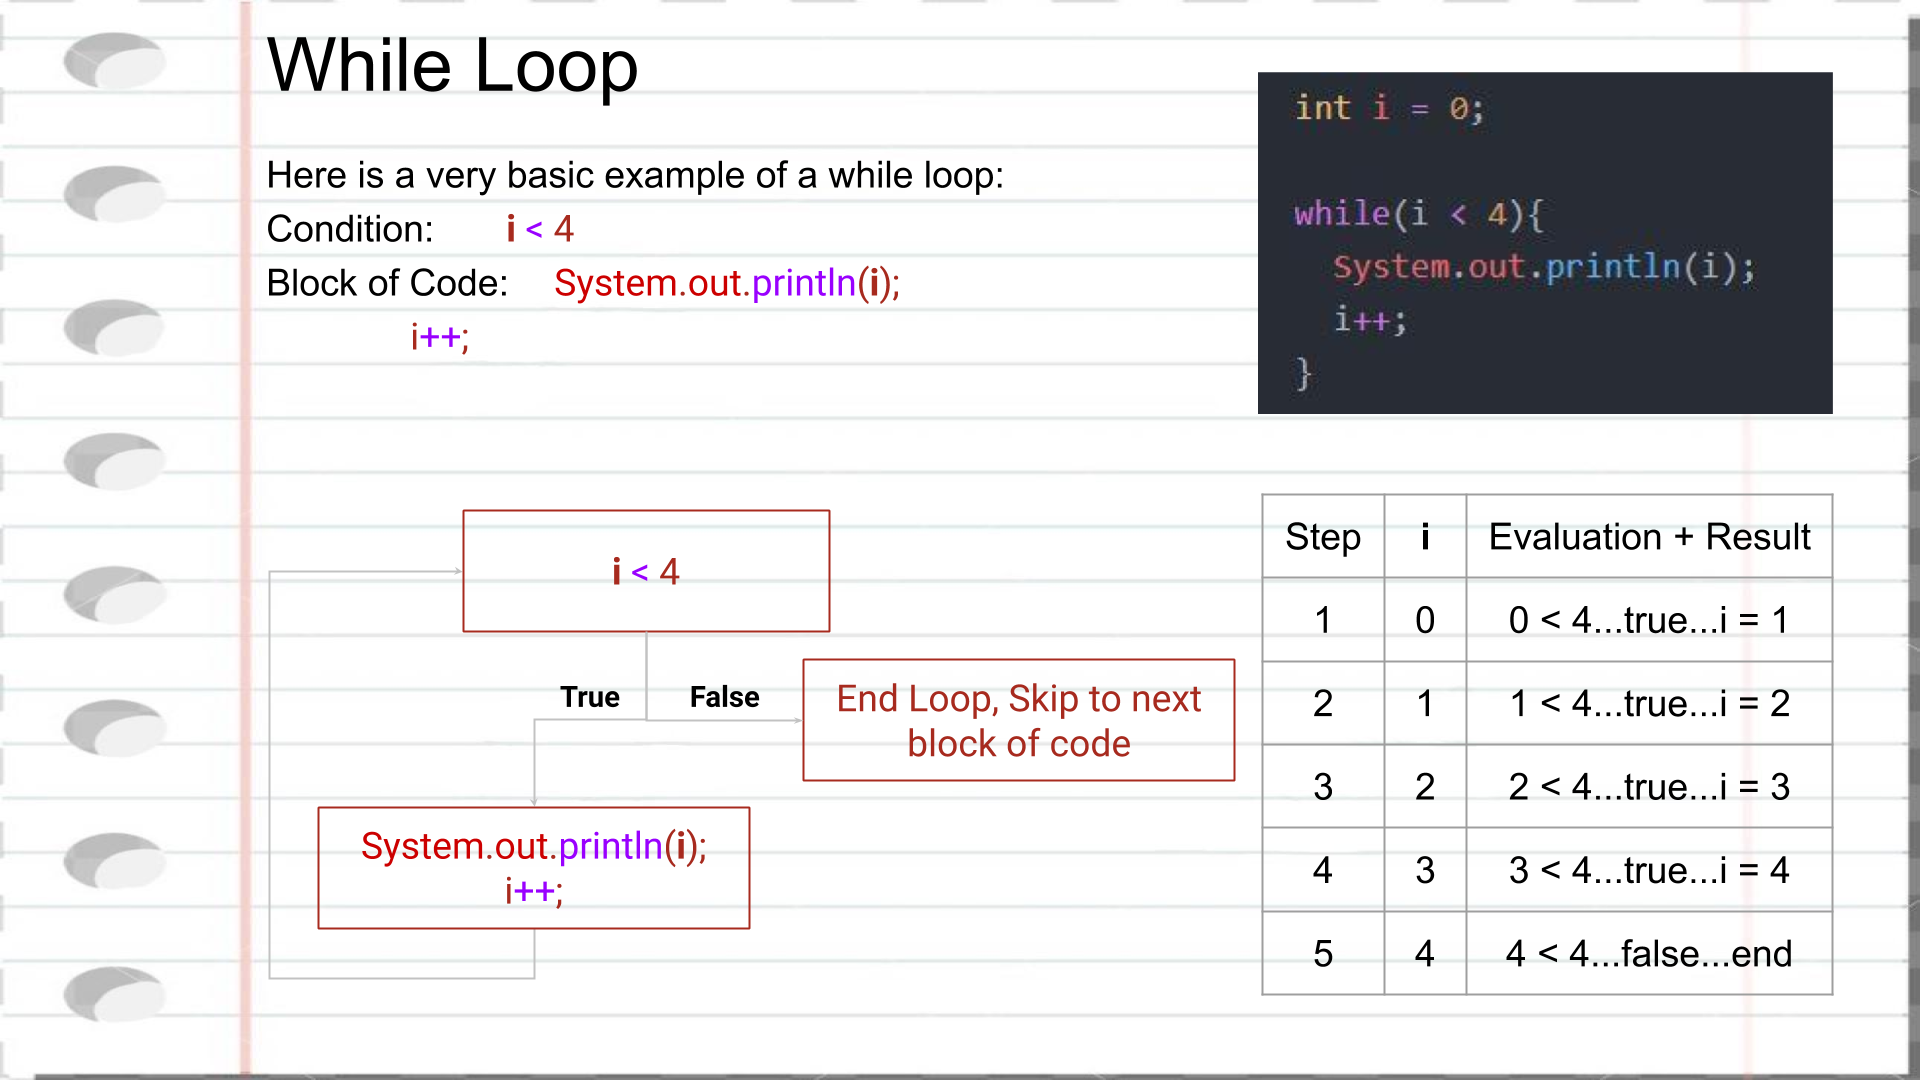 While Loop
Here is a very basic example of a while loop:
Condition: i < 4
Block of Code: System.out.println(i);
i++;
int i = 0;
while(i < 4){
System.out.println(i);
i++;
}
i < 4
True False
End Loop, Skip to next
block of code
System.out.println(i);
i++;
Step i Evaluation + Result
1 0 0 < 4...true...i = 1
2 1 1 < 4...true...i = 2
3 2 2 < 4...true...i = 3
4 3 3 < 4...true...i = 4
5 4 4 < 4...false...end